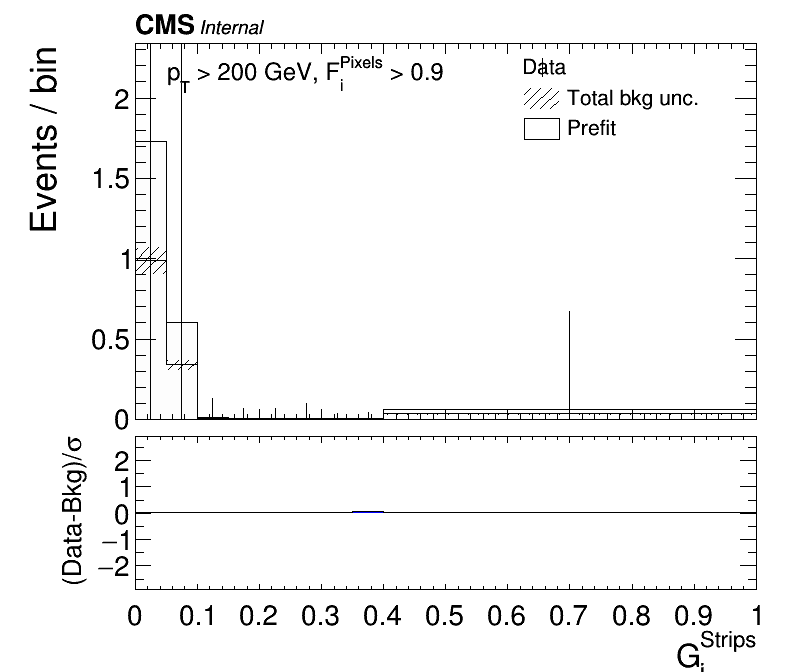 CMS Internal
Events / bin
p_T > 200 GeV, F_i^Pixels > 0.9
Data
Total bkg unc.
Prefit
2
1.5
1
0.5
0
(Data-Bkg)/σ
2
1
0
−1
−2
0 0.1 0.2 0.3 0.4 0.5 0.6 0.7 0.8 0.9 1
G_i^Strips